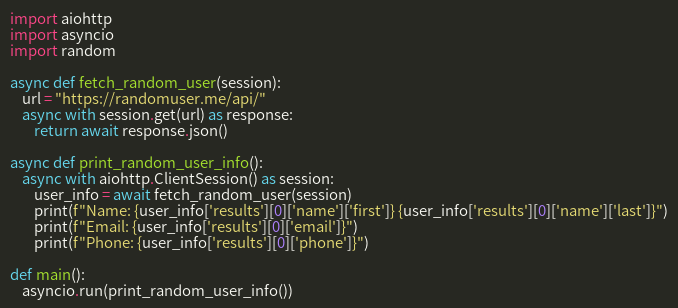 import aiohttp
import asyncio
import random

async def fetch_random_user(session):
    url = "https://randomuser.me/api/"
    async with session.get(url) as response:
        return await response.json()

async def print_random_user_info():
    async with aiohttp.ClientSession() as session:
        user_info = await fetch_random_user(session)
        print(f"Name: {user_info['results'][0]['name']['first']} {user_info['results'][0]['name']['last']}")
        print(f"Email: {user_info['results'][0]['email']}")
        print(f"Phone: {user_info['results'][0]['phone']}")

def main():
    asyncio.run(print_random_user_info())